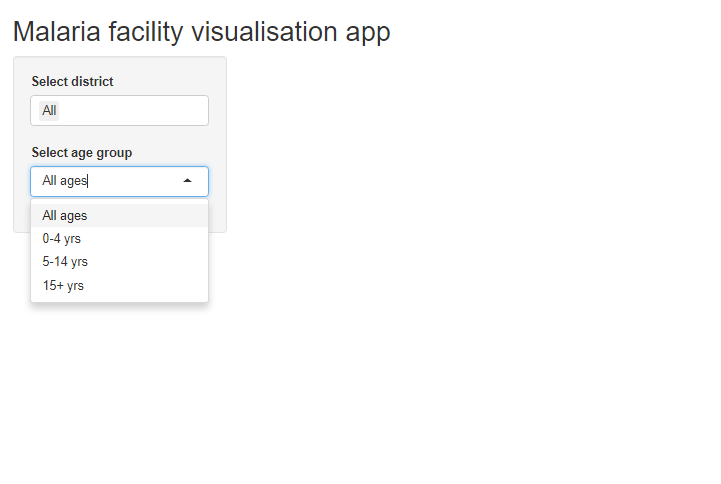 Malaria facility visualisation app
Select district
All
Select age group
All ages
All ages
0-4 yrs
5-14 yrs
15+ yrs